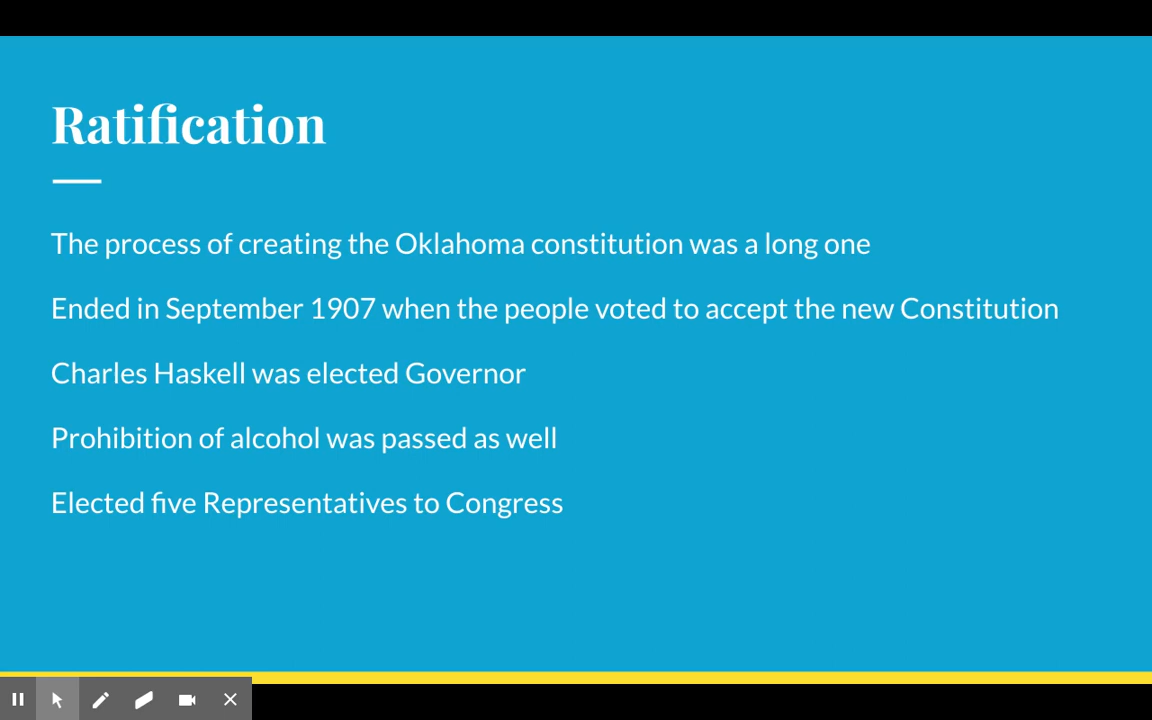 Ratification
The process of creating the Oklahoma constitution was a long one
Ended in September 1907 when the people voted to accept the new Constitution
Charles Haskell was elected Governor
Prohibition of alcohol was passed as well
Elected five Representatives to Congress